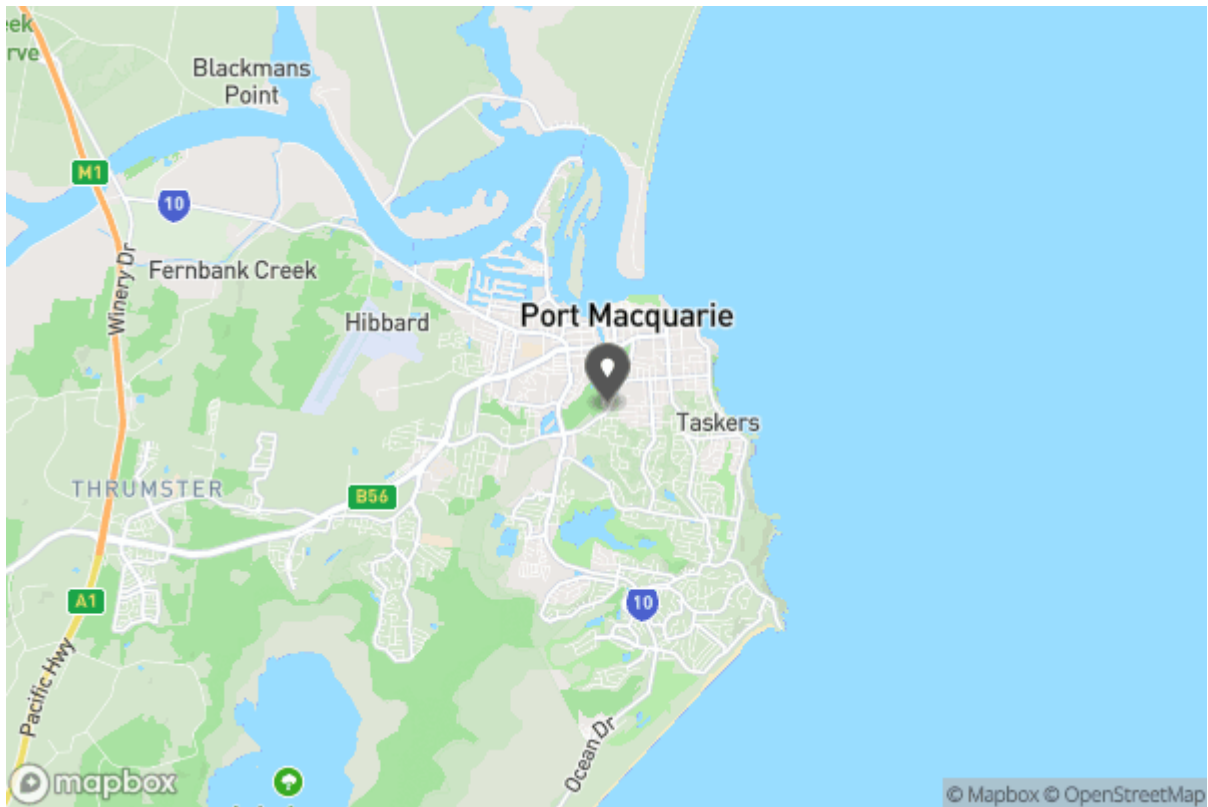 eek
rve
Blackmans
Point
M1
10
Fernbank Creek
Winery Dr
Hibbard
Port Macquarie
Taskers
THRUMSTER
B56
A1
10
Pacific Hwy
Ocean Dr
mapbox
© Mapbox © OpenStreetMap